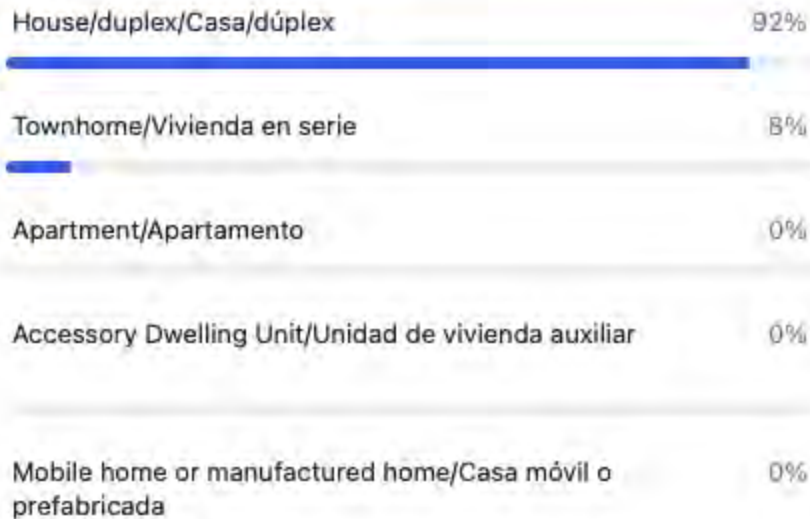 House/duplex/Casa/dúplex 92%
Townhome/Vivienda en serie 8%
Apartment/Apartamento 0%
Accessory Dwelling Unit/Unidad de vivienda auxiliar 0%
Mobile home or manufactured home/Casa móvil o 0%
prefabricada